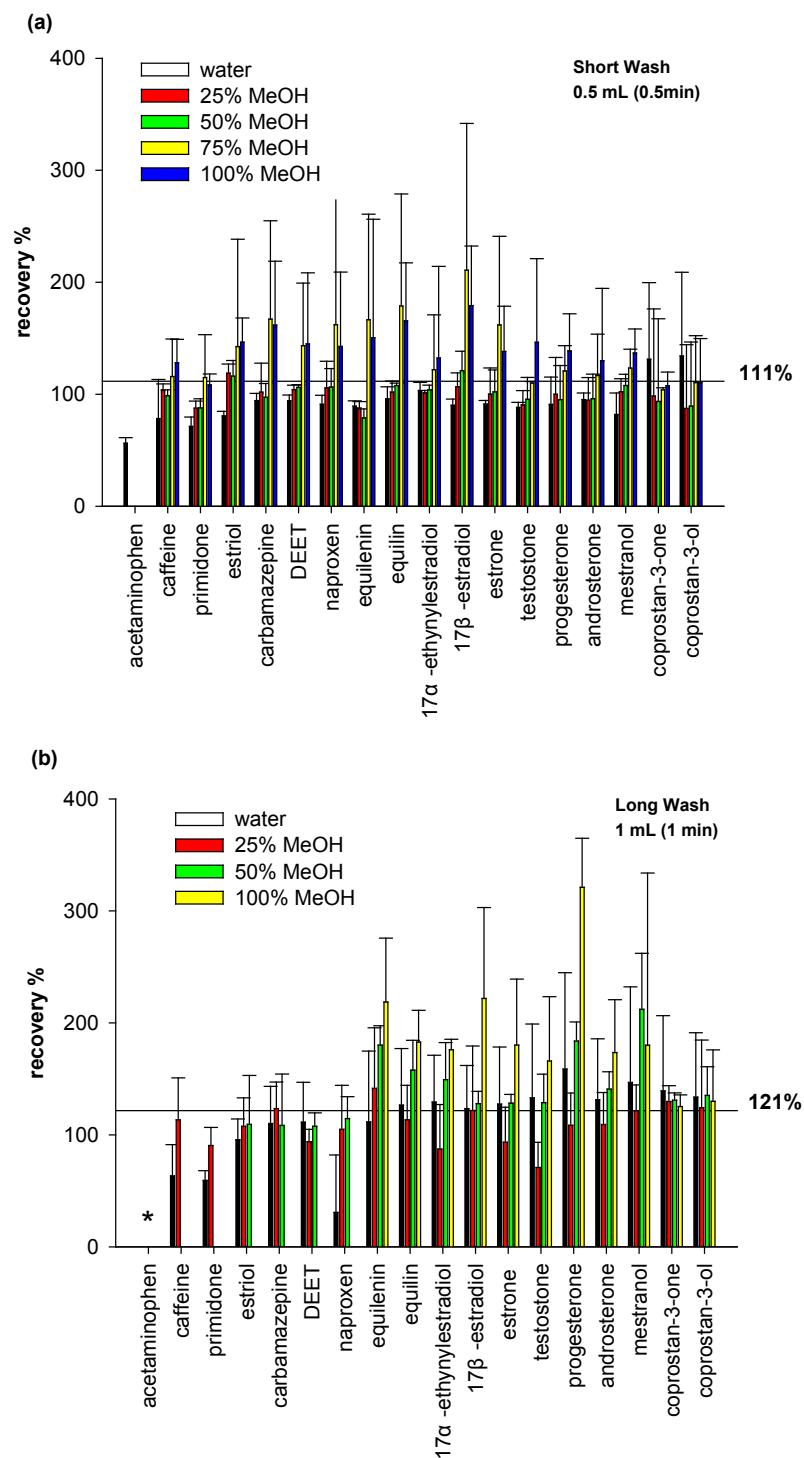 (a)
400
300
200
100
0
recovery %
water
25% MeOH
50% MeOH
75% MeOH
100% MeOH
Short Wash
0.5 mL (0.5min)
111%
acetaminophen
caffeine
primidone
estriol
carbamazepine
DEET
naproxen
equilenin
equilin
17α -ethynylestradiol
17β -estradiol
estrone
testostone
progesterone
androsterone
mestranol
coprostan-3-one
coprostan-3-ol
(b)
400
300
200
100
0
recovery %
water
25% MeOH
50% MeOH
100% MeOH
Long Wash
1 mL (1 min)
121%
*
acetaminophen
caffeine
primidone
estriol
carbamazepine
DEET
naproxen
equilenin
equilin
17α -ethynylestradiol
17β -estradiol
estrone
testostone
progesterone
androsterone
mestranol
coprostan-3-one
coprostan-3-ol